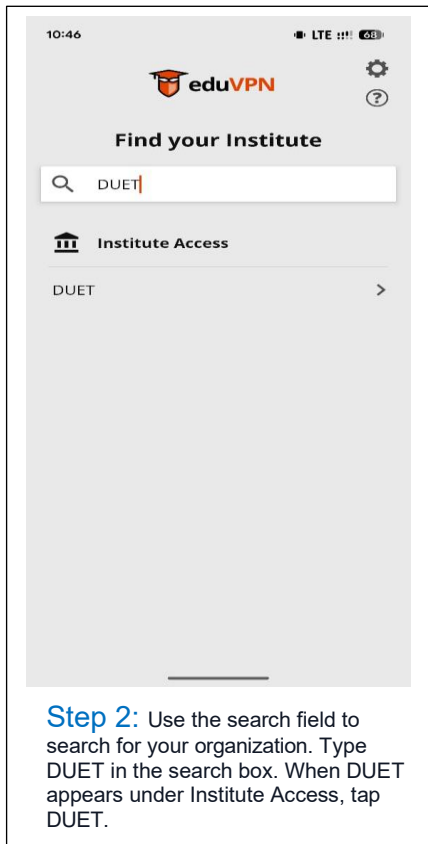 10:46
LTE 68
eduVPN
?
Find your Institute
DUET
Institute Access
DUET
Step 2: Use the search field to
search for your organization. Type
DUET in the search box. When DUET
appears under Institute Access, tap
DUET.